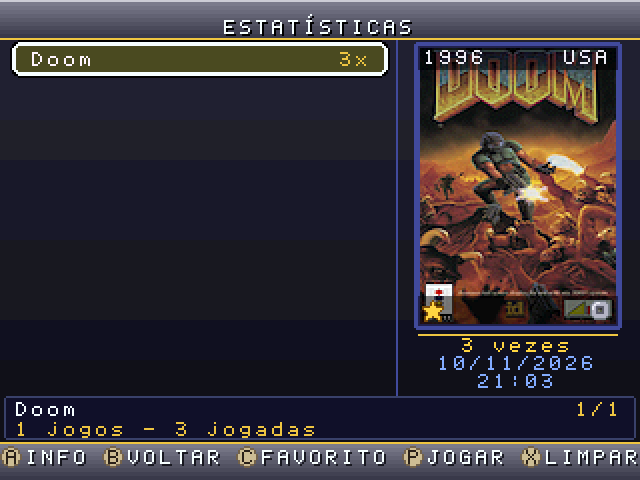 ESTATÍSTICAS
Doom 3x
1996 USA
DOOM
id
3 vezes
10/11/2026
21:03
Doom 1/1
1 jogos - 3 jogadas
A INFO B VOLTAR C FAVORITO P JOGAR X LIMPAR